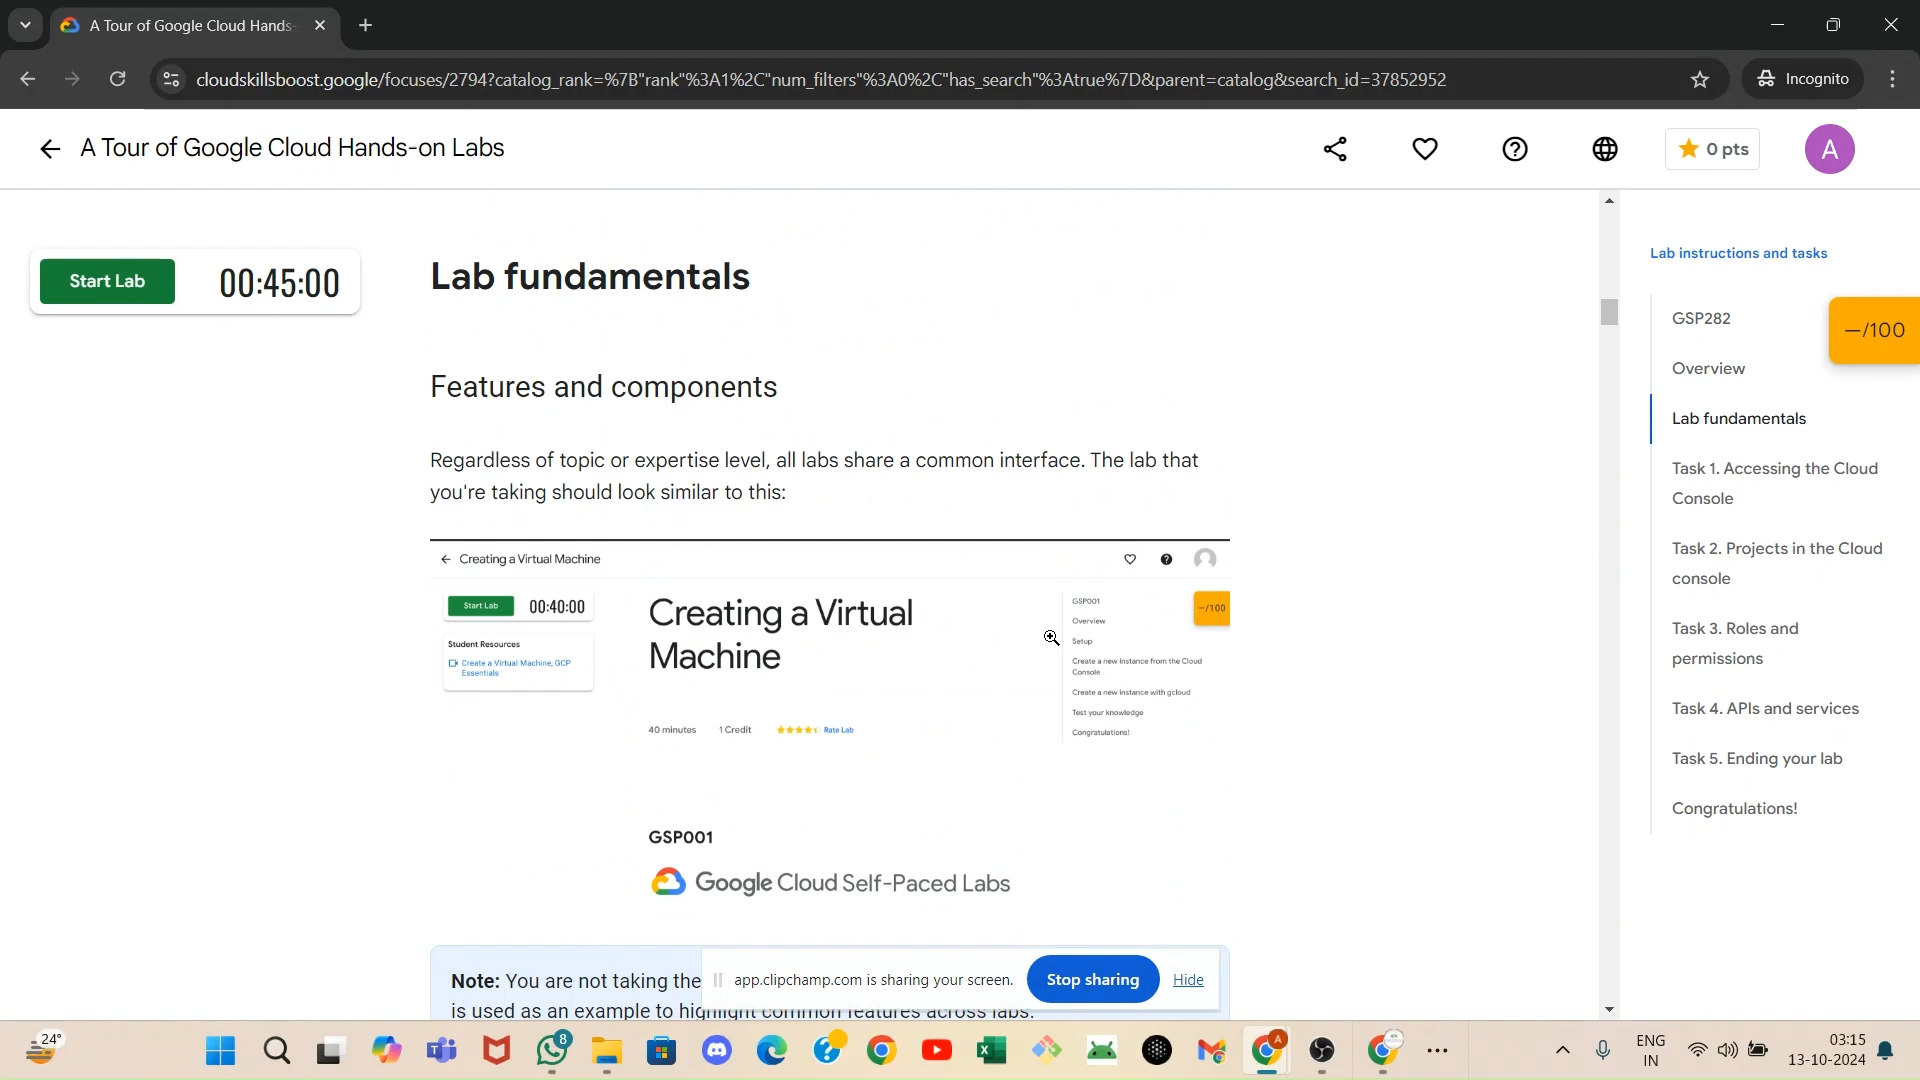 A Tour of Google Cloud Hands-
cloudskillsboost.google/focuses/2794?catalog_rank=%7B"rank"%3A1%2C"num_filters"%3A0%2C"has_search"%3Atrue%7D&parent=catalog&search_id=37852952
Incognito
A Tour of Google Cloud Hands-on Labs
0 pts
A
Start Lab
00:45:00
Lab fundamentals
Features and components
Regardless of topic or expertise level, all labs share a common interface. The lab that
you're taking should look similar to this:
Creating a Virtual Machine
Start Lab
00:40:00
Student Resources
Create a Virtual Machine, GCP
Essentials
Creating a Virtual
Machine
40 minutes
1 Credit
Rate Lab
GSP001
Overview
Setup
Create a new instance from the Cloud
Console
Create a new instance with gcloud
Test your knowledge
Congratulations!
–/100
GSP001
Google Cloud Self-Paced Labs
Note: You are not taking the
is used as an example to highlight common features across labs.
app.clipchamp.com is sharing your screen.
Stop sharing
Hide
Lab instructions and tasks
GSP282
Overview
Lab fundamentals
Task 1. Accessing the Cloud
Console
Task 2. Projects in the Cloud
console
Task 3. Roles and
permissions
Task 4. APIs and services
Task 5. Ending your lab
Congratulations!
—/100
24°
8
A
ENG
IN
03:15
13-10-2024